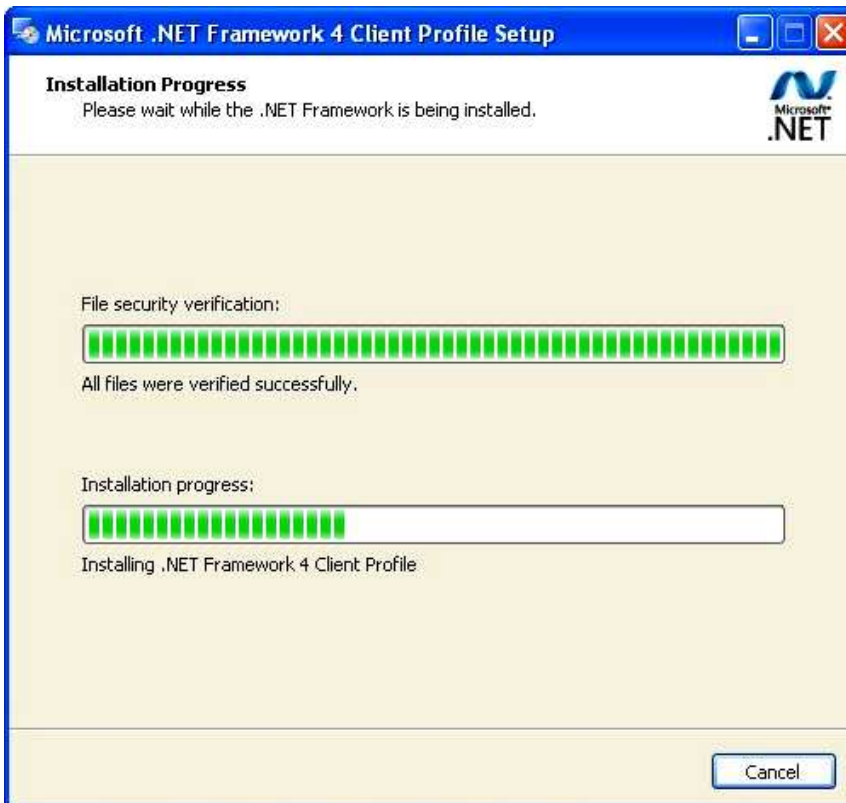 Microsoft .NET Framework 4 Client Profile Setup
Installation Progress
Please wait while the .NET Framework is being installed.
Microsoft
.NET
File security verification:
All files were verified successfully.
Installation progress:
Installing .NET Framework 4 Client Profile
Cancel